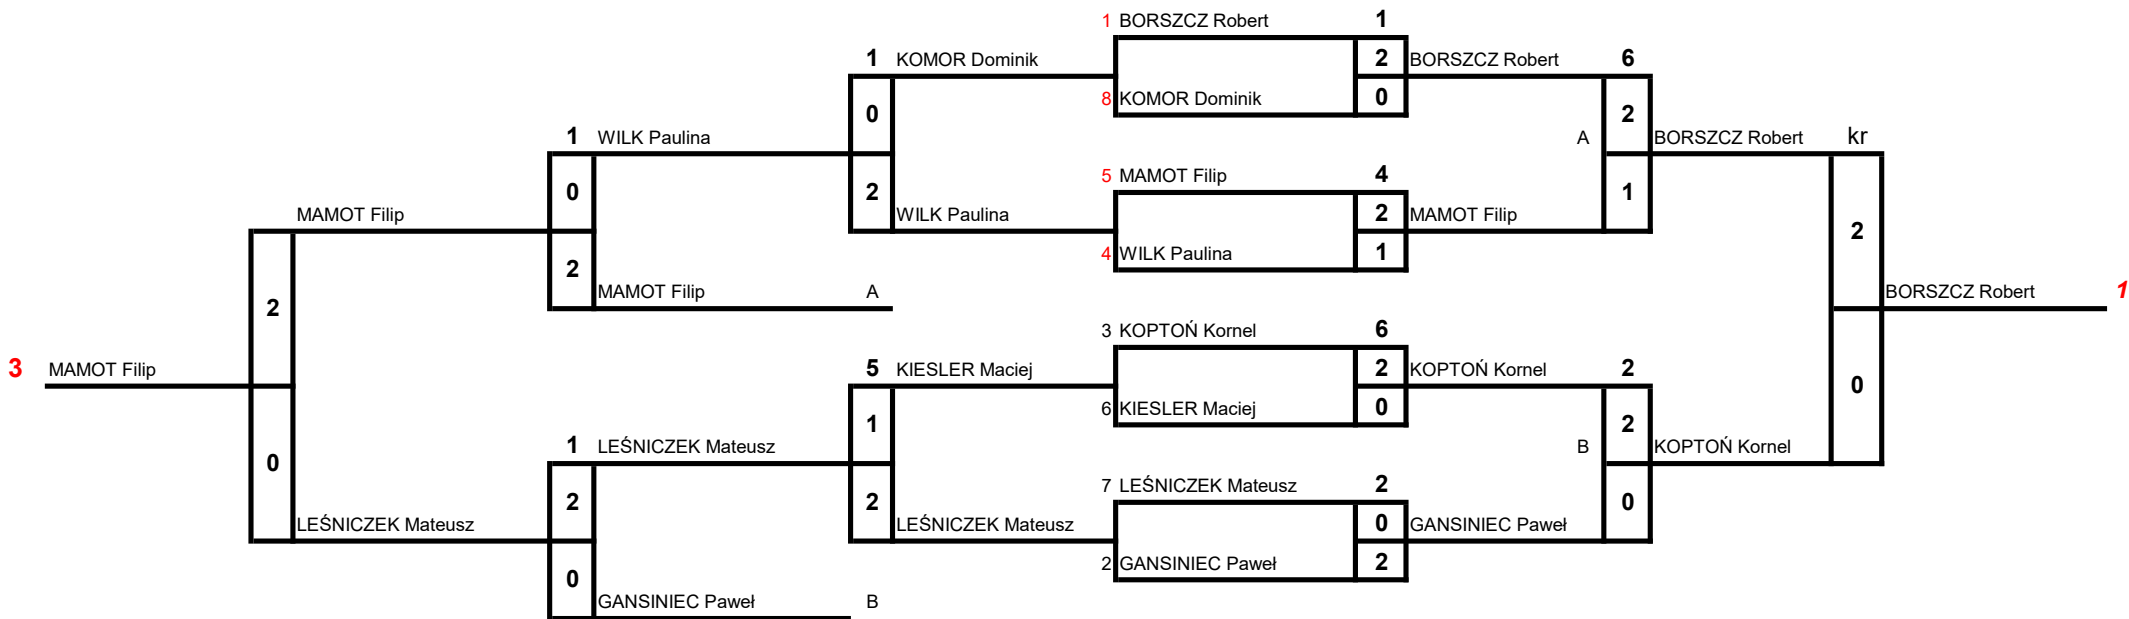 1 BORSZCZ Robert 1
1 KOMOR Dominik 2 BORSZCZ Robert 6
8 KOMOR Dominik 0
0 2
1 WILK Paulina A BORSZCZ Robert kr
5 MAMOT Filip 4
0 2 1
MAMOT Filip WILK Paulina 2 MAMOT Filip
2
4 WILK Paulina 1
2
MAMOT Filip A BORSZCZ Robert 1
2
3 KOPTOŃ Kornel 6
3 MAMOT Filip 5 KIESLER Maciej 2 KOPTOŃ Kornel 2
0
6 KIESLER Maciej 0
1 2
1 LEŚNICZEK Mateusz B KOPTOŃ Kornel
0
7 LEŚNICZEK Mateusz 2
2 2 0
LEŚNICZEK Mateusz LEŚNICZEK Mateusz 0 GANSINIEC Paweł
2 GANSINIEC Paweł 2
0
GANSINIEC Paweł B